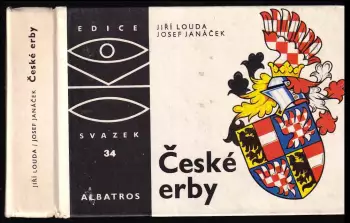 JIŘÍ LOUDA / JOSEF JANÁČEK České erby
EDICE
SVAZEK
34
ALBATROS
JIŘÍ LOUDA
JOSEF JANÁČEK
České
erby